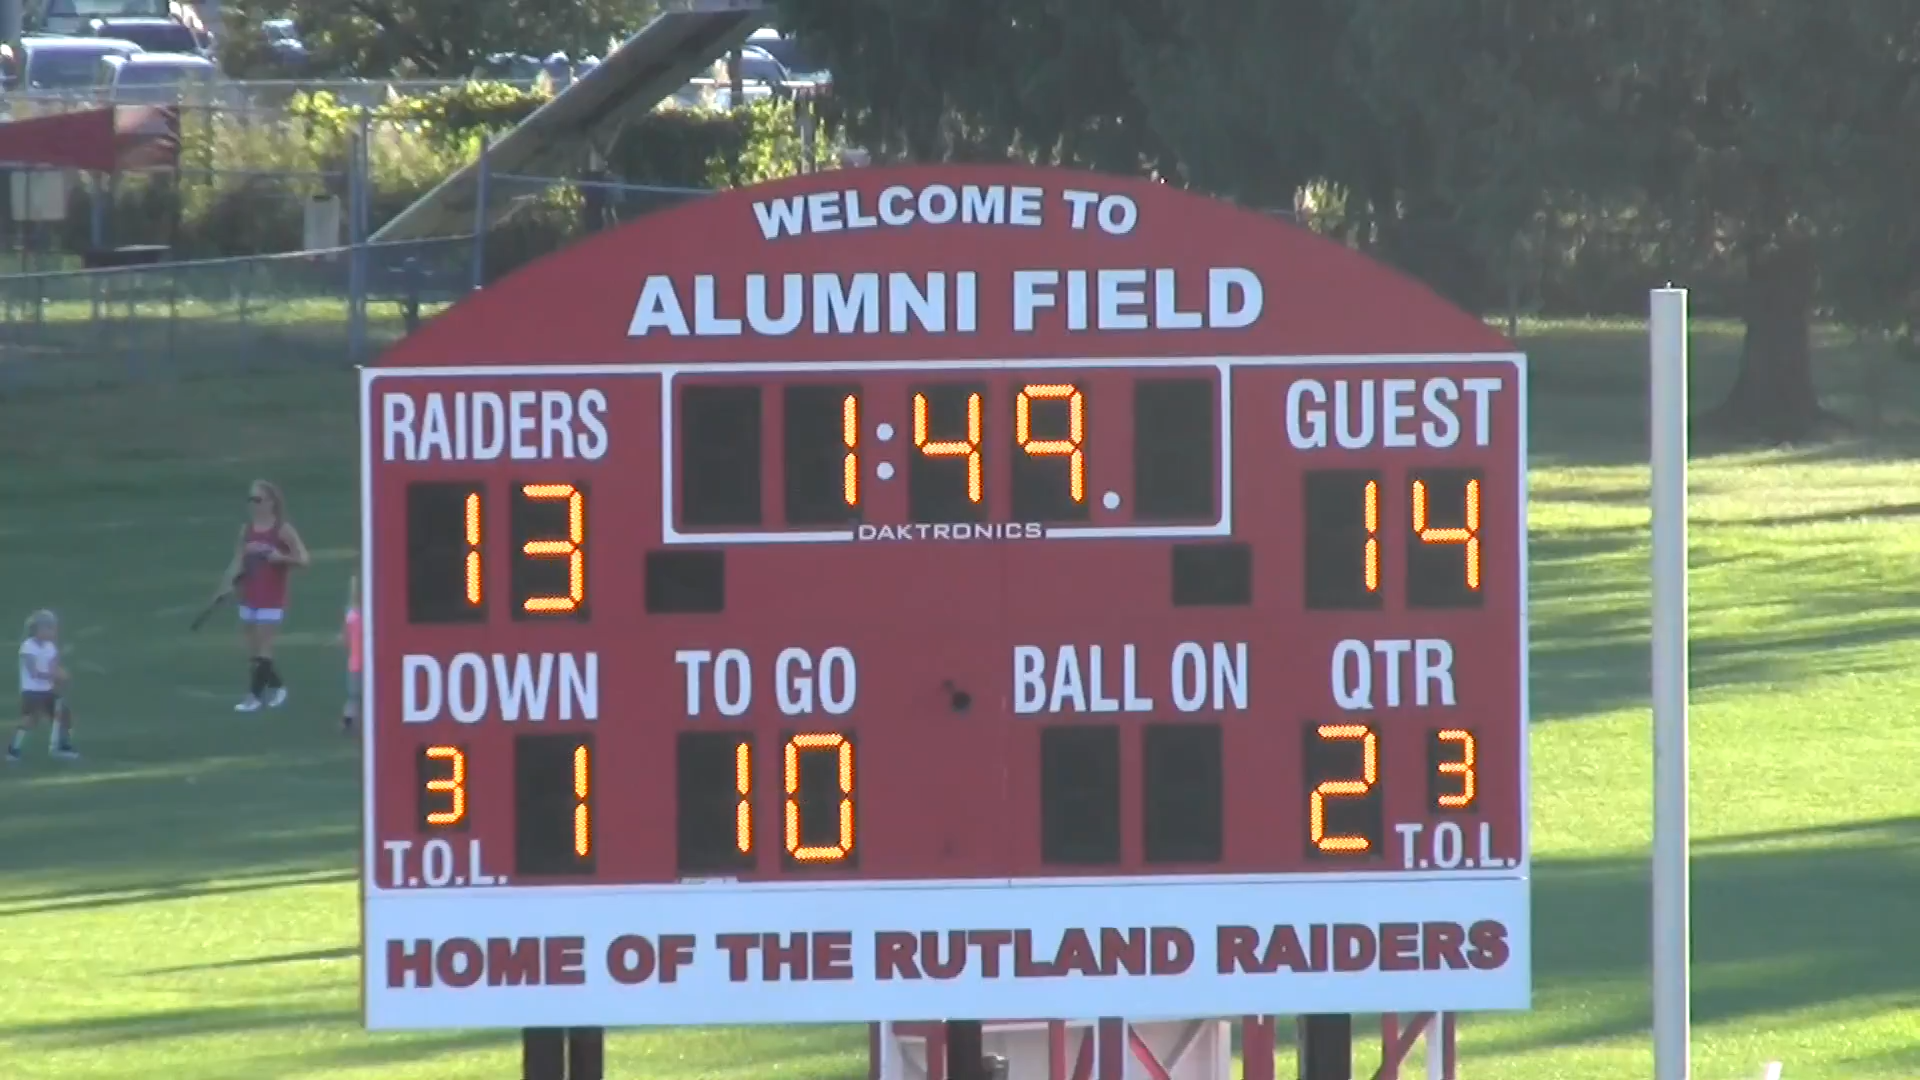 WELCOME TO
ALUMNI FIELD
RAIDERS 1:49. GUEST
13 DAKTRONICS 14
DOWN TO GO BALL ON QTR
3 1 10 2 3
T.O.L. T.O.L.
HOME OF THE RUTLAND RAIDERS